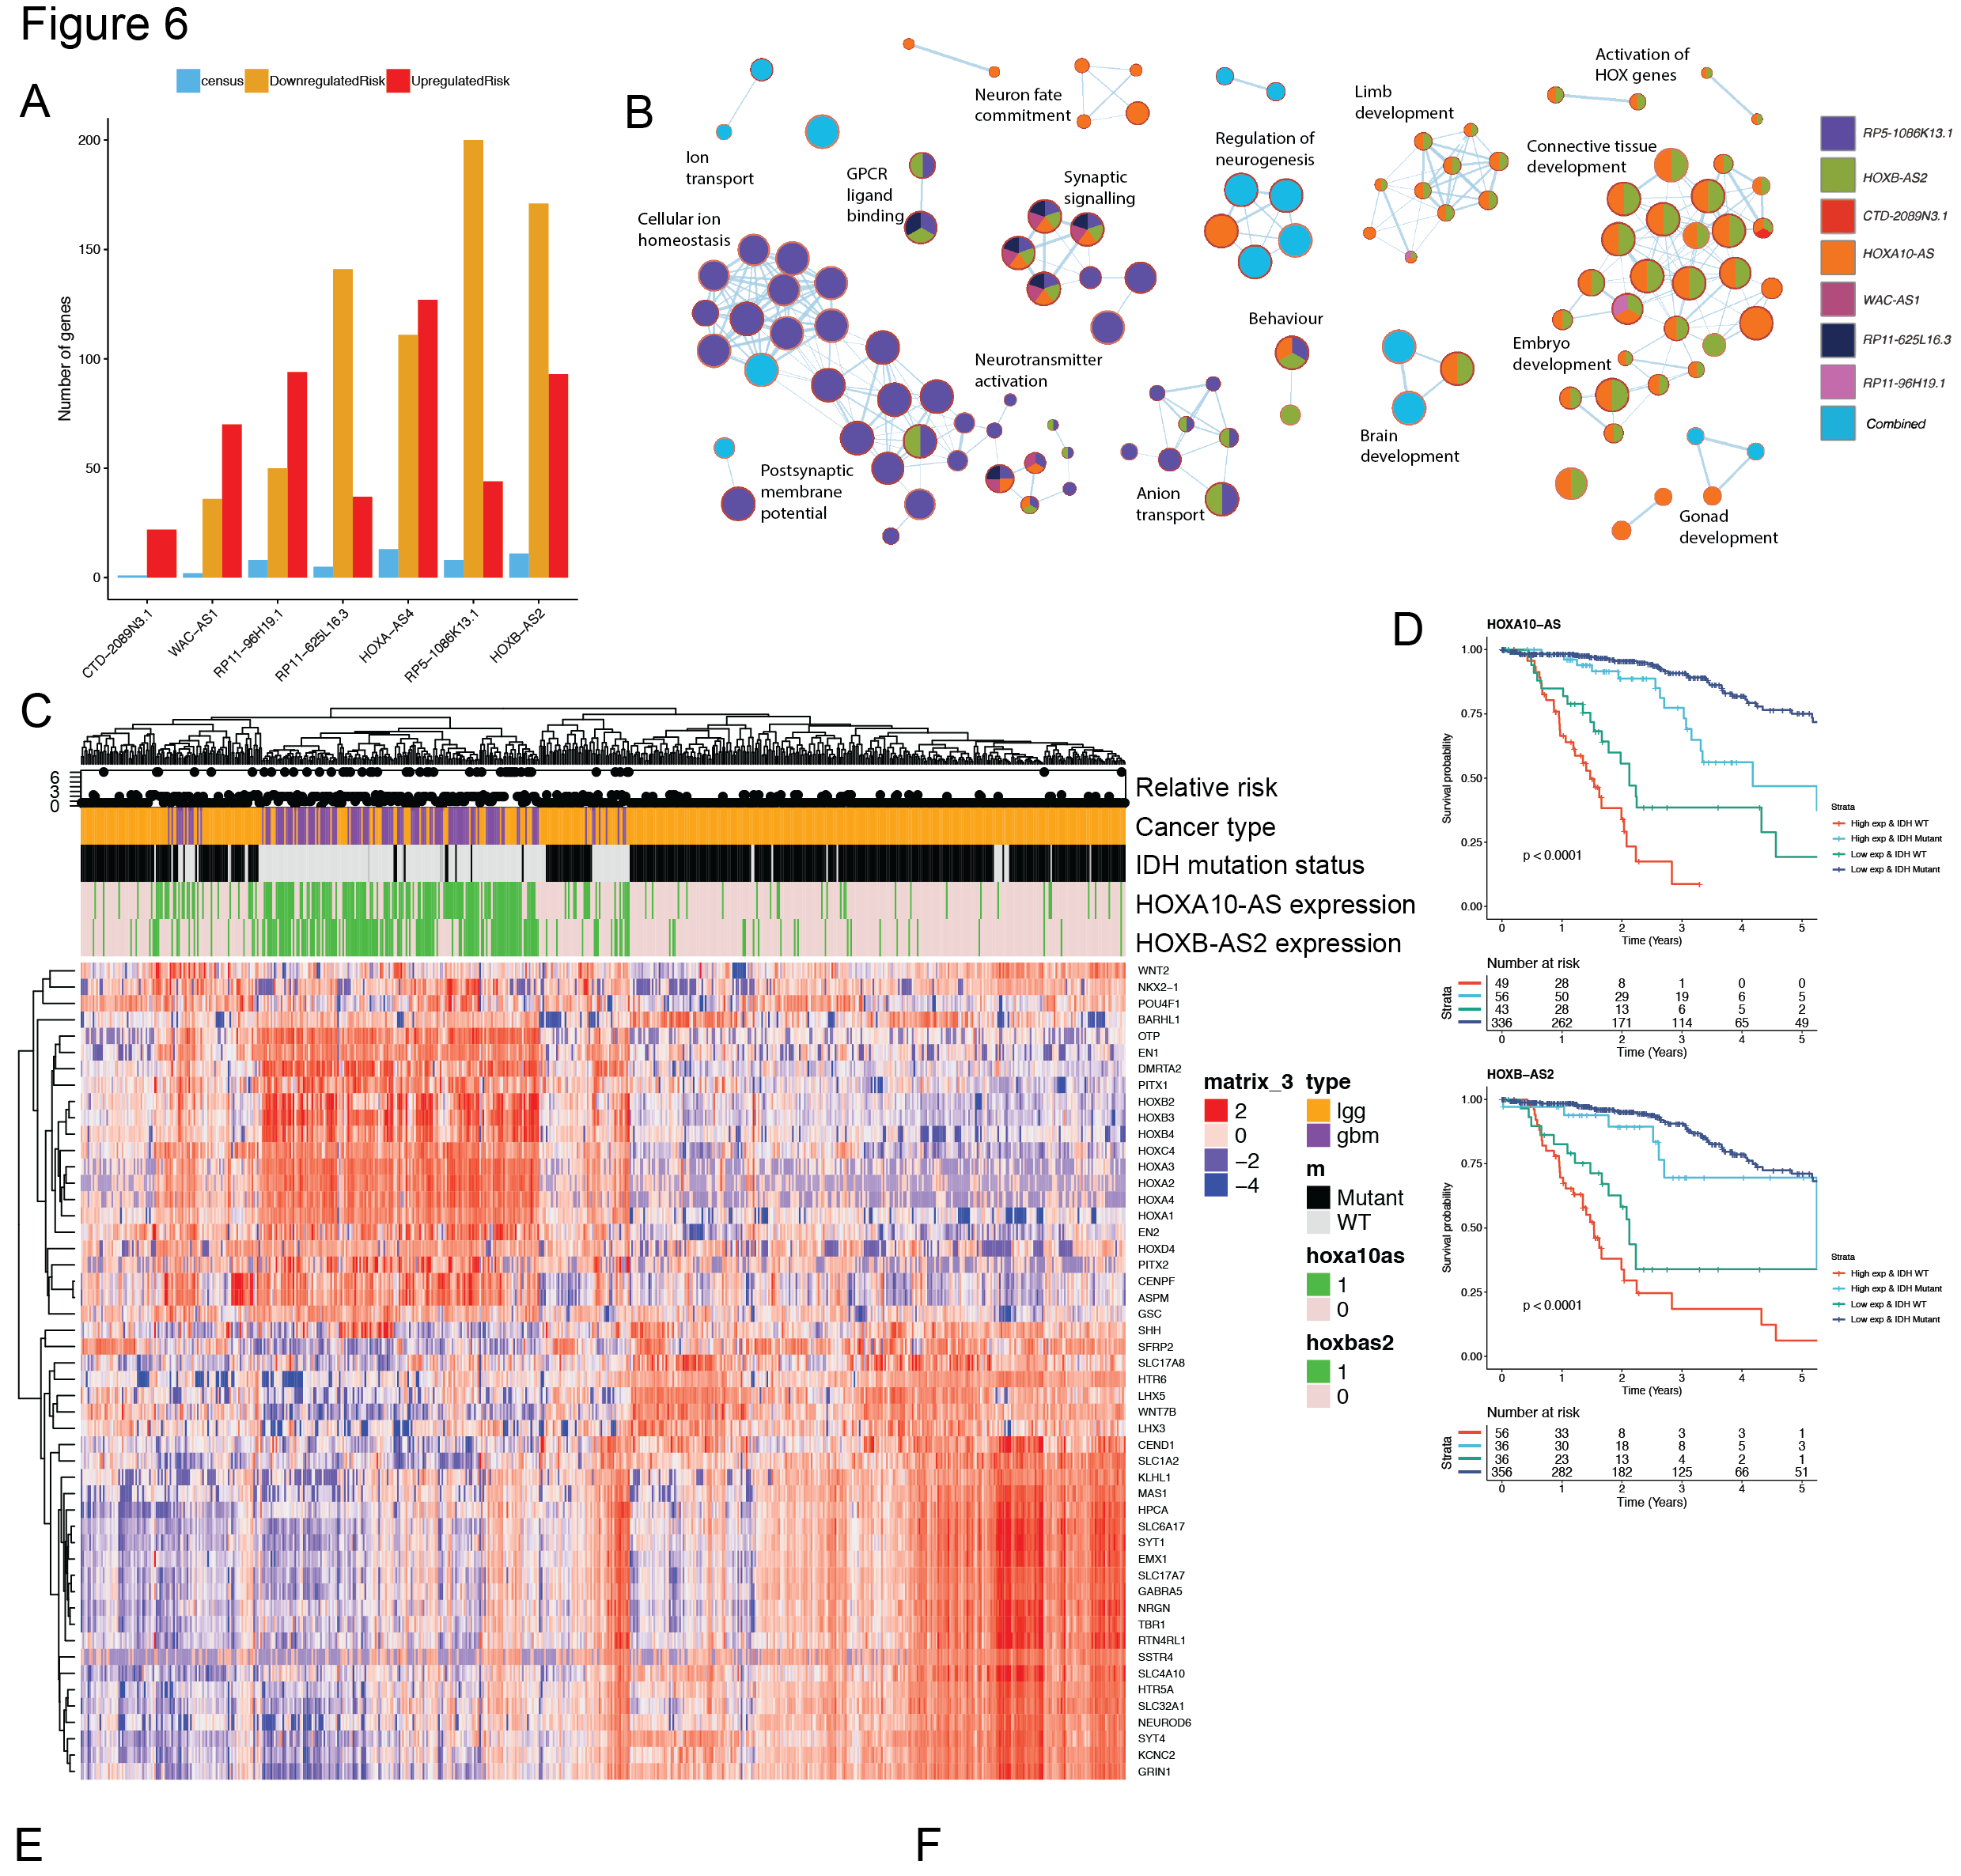 Figure 6
A
census DownregulatedRisk UpregulatedRisk
Number of genes
200
150
100
50
0
CTD−2089N3.1
WAC−AS1
RP11−96H19.1
RP11−625L16.3
HOXA−AS4
RP5−1086K13.1
HOXB−AS2
B
Ion
transport
Neuron fate
commitment
GPCR
ligand
binding
Synaptic
signalling
Regulation of
neurogenesis
Limb
development
Activation of
HOX genes
Connective tissue
development
Cellular ion
homeostasis
Neurotransmitter
activation
Behaviour
Embryo
development
Postsynaptic
membrane
potential
Anion
transport
Brain
development
Gonad
development
RP5-1086K13.1
HOXB-AS2
CTD-2089N3.1
HOXA10-AS
WAC-AS1
RP11-625L16.3
RP11-96H19.1
Combined
C
6
3
0
Relative risk
Cancer type
IDH mutation status
HOXA10-AS expression
HOXB-AS2 expression
WNT2
NKX2−1
POU4F1
BARHL1
OTP
EN1
DMRTA2
PITX1
HOXB2
HOXB3
HOXB4
HOXC4
HOXA3
HOXA2
HOXA4
HOXA1
EN2
HOXD4
PITX2
CENPF
ASPM
GSC
SHH
SFRP2
SLC17A8
HTR6
LHX5
WNT7B
LHX3
CEND1
SLC1A2
KLHL1
MAS1
HPCA
SLC6A17
SYT1
EMX1
SLC17A7
GABRA5
NRGN
TBR1
RTN4RL1
SSTR4
SLC4A10
HTR5A
SLC32A1
NEUROD6
SYT4
KCNC2
GRIN1
matrix_3
2
0
−2
−4
type
lgg
gbm
m
Mutant
WT
hoxa10as
1
0
hoxbas2
1
0
D
HOXA10−AS
Survival probability
1.00
0.75
0.50
0.25
0.00
p < 0.0001
0 1 2 3 4 5
Time (Years)
Strata
High exp & IDH WT
High exp & IDH Mutant
Low exp & IDH WT
Low exp & IDH Mutant
Number at risk
Strata
49 28 8 1 0 0
56 50 29 19 6 5
43 28 13 6 5 2
336 262 171 114 65 49
0 1 2 3 4 5
Time (Years)
HOXB−AS2
Survival probability
1.00
0.75
0.50
0.25
0.00
p < 0.0001
0 1 2 3 4 5
Time (Years)
Strata
High exp & IDH WT
High exp & IDH Mutant
Low exp & IDH WT
Low exp & IDH Mutant
Number at risk
Strata
56 33 8 3 3 1
36 30 18 8 5 3
36 23 13 4 2 1
356 282 182 125 66 51
0 1 2 3 4 5
Time (Years)
E
F